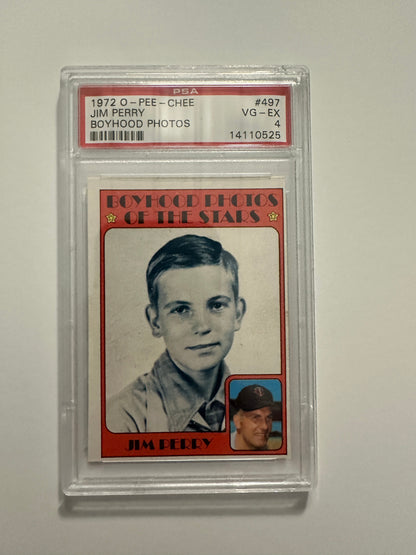 PSA
1972 O-PEE-CHEE #497
JIM PERRY VG-EX
BOYHOOD PHOTOS 4
14110525
BOYHOOD PHOTOS
OF THE STARS
JIM PERRY